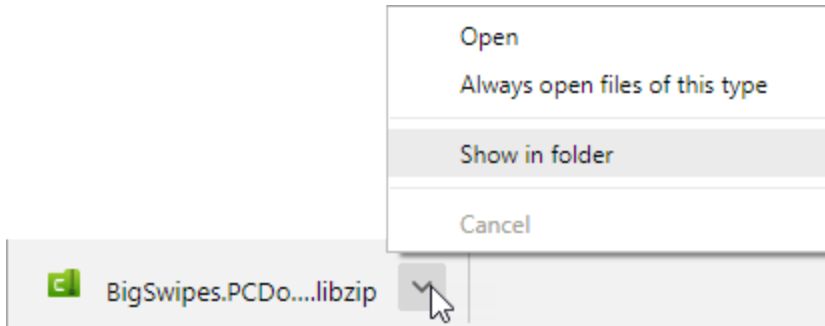 Open
Always open files of this type
Show in folder
Cancel
BigSwipes.PCDo....libzip